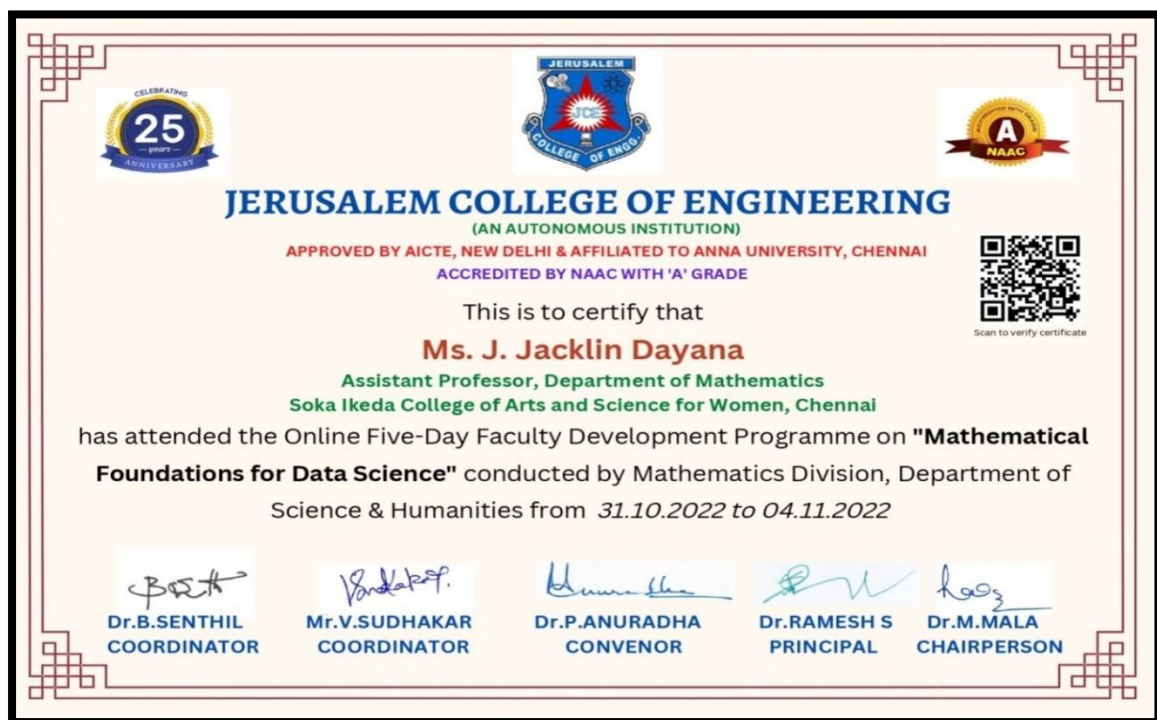 CELEBRATING
25
years
ANNIVERSARY
JERUSALEM
JCE
COLLEGE OF ENGG.
ACCREDITED WITH GRADE
A
NAAC
JERUSALEM COLLEGE OF ENGINEERING
(AN AUTONOMOUS INSTITUTION)
APPROVED BY AICTE, NEW DELHI & AFFILIATED TO ANNA UNIVERSITY, CHENNAI
ACCREDITED BY NAAC WITH 'A' GRADE
Scan to verify certificate
This is to certify that
Ms. J. Jacklin Dayana
Assistant Professor, Department of Mathematics
Soka Ikeda College of Arts and Science for Women, Chennai
has attended the Online Five-Day Faculty Development Programme on "Mathematical
Foundations for Data Science" conducted by Mathematics Division, Department of
Science & Humanities from 31.10.2022 to 04.11.2022
Dr.B.SENTHIL
COORDINATOR
Mr.V.SUDHAKAR
COORDINATOR
Dr.P.ANURADHA
CONVENOR
Dr.RAMESH S
PRINCIPAL
Dr.M.MALA
CHAIRPERSON